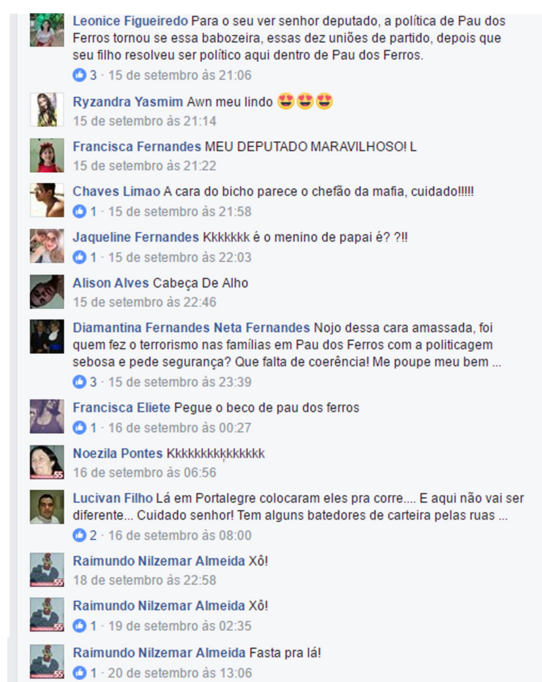 Leonice Figueiredo Para o seu ver senhor deputado, a política de Pau dos
Ferros tornou se essa babozeira, essas dez uniões de partido, depois que
seu filho resolveu ser político aqui dentro de Pau dos Ferros.
3 · 15 de setembro às 21:06
Ryzandra Yasmim Awn meu lindo 😍😍😍
15 de setembro às 21:14
Francisca Fernandes MEU DEPUTADO MARAVILHOSO! L
15 de setembro às 21:22
Chaves Limao A cara do bicho parece o chefão da mafia, cuidado!!!!!
1 · 15 de setembro às 21:58
Jaqueline Fernandes Kkkkkkk é o menino de papai é? ?!!
1 · 15 de setembro às 22:03
Alison Alves Cabeça De Alho
15 de setembro às 22:46
Diamantina Fernandes Neta Fernandes Nojo dessa cara amassada, foi
quem fez o terrorismo nas famílias em Pau dos Ferros com a politicagem
sebosa e pede segurança? Que falta de coerência! Me poupe meu bem ...
3 · 15 de setembro às 23:39
Francisca Eliete Pegue o beco de pau dos ferros
1 · 16 de setembro às 00:27
Noezila Pontes Kkkkkkkkk,kkkkkkk
16 de setembro às 06:56
Lucivan Filho Lá em Portalegre colocaram eles pra corre.... E aqui não vai ser
diferente... Cuidado senhor! Tem alguns batedores de carteira pelas ruas ...
2 · 16 de setembro às 08:00
Raimundo Nilzemar Almeida Xô!
18 de setembro às 22:58
Raimundo Nilzemar Almeida Xô!
1 · 19 de setembro às 02:35
Raimundo Nilzemar Almeida Fasta pra lá!
1 · 20 de setembro às 13:06